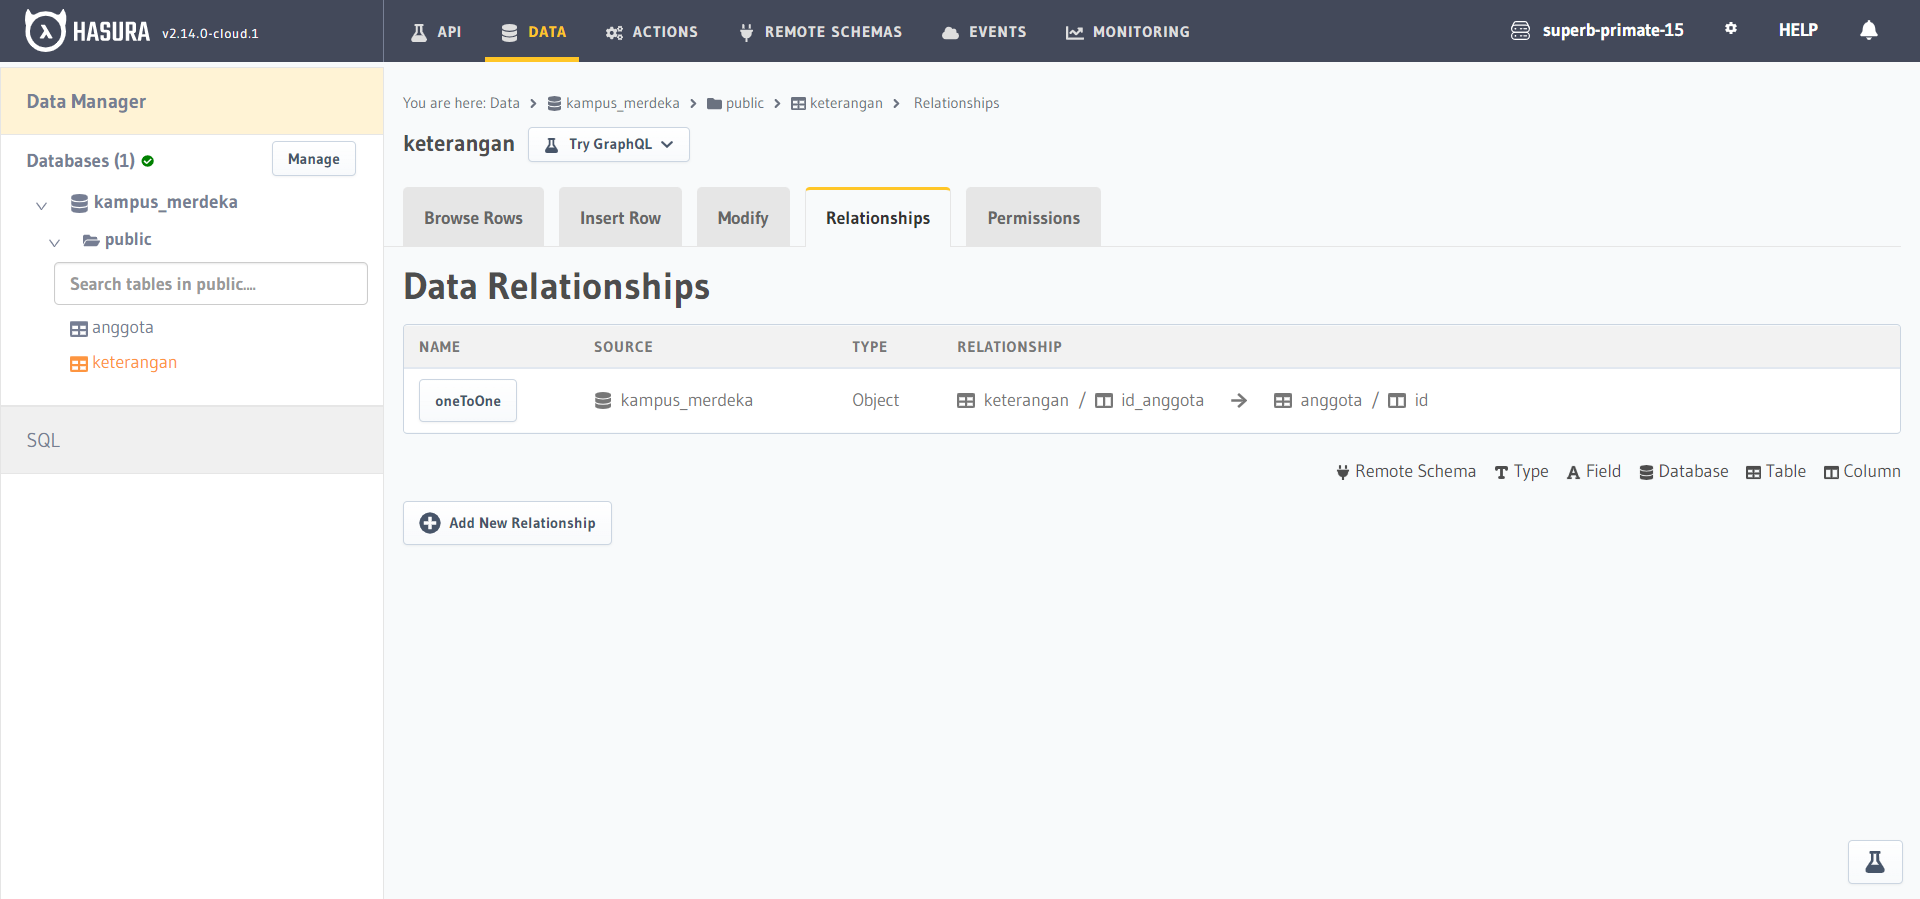 HASURA v2.14.0-cloud.1
API DATA ACTIONS REMOTE SCHEMAS EVENTS MONITORING superb-primate-15 HELP
Data Manager
Databases (1) Manage
kampus_merdeka
public
Search tables in public....
anggota
keterangan
SQL
You are here: Data kampus_merdeka public keterangan Relationships
keterangan Try GraphQL
Browse Rows Insert Row Modify Relationships Permissions
Data Relationships
NAME SOURCE TYPE RELATIONSHIP
oneToOne kampus_merdeka Object keterangan / id_anggota → anggota / id
Remote Schema Type Field Database Table Column
Add New Relationship